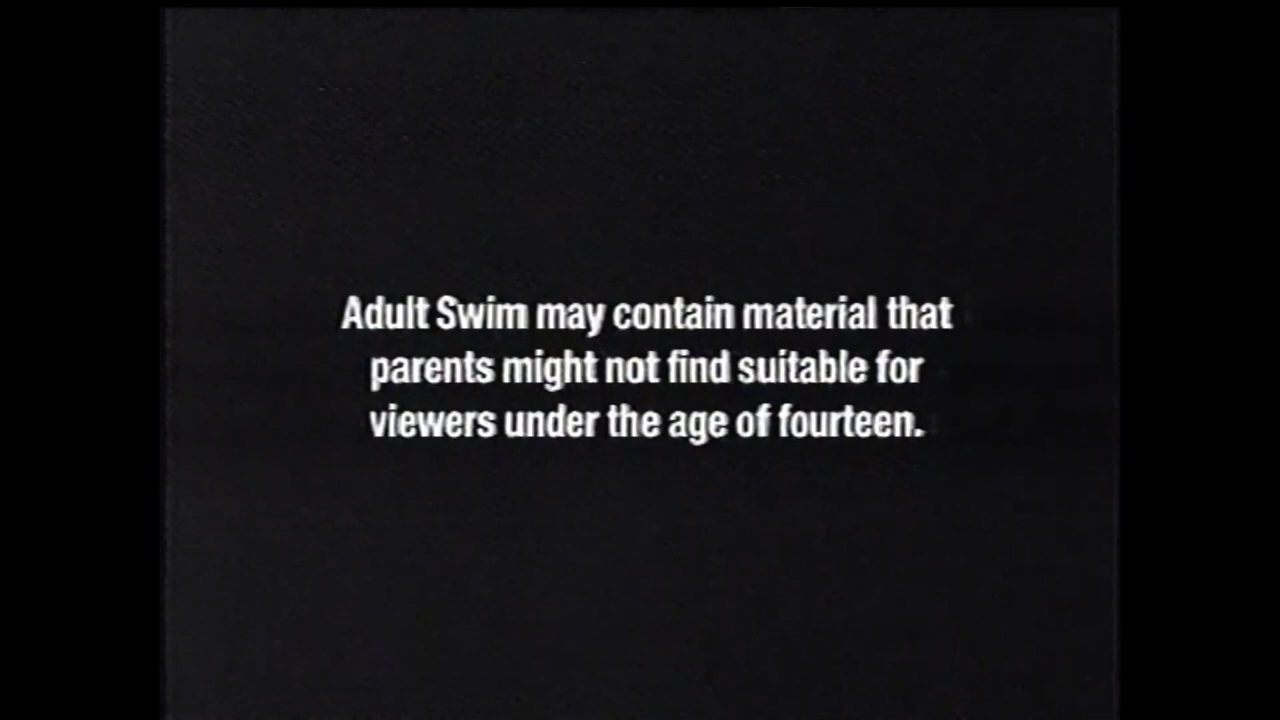 Adult Swim may contain material that
parents might not find suitable for
viewers under the age of fourteen.